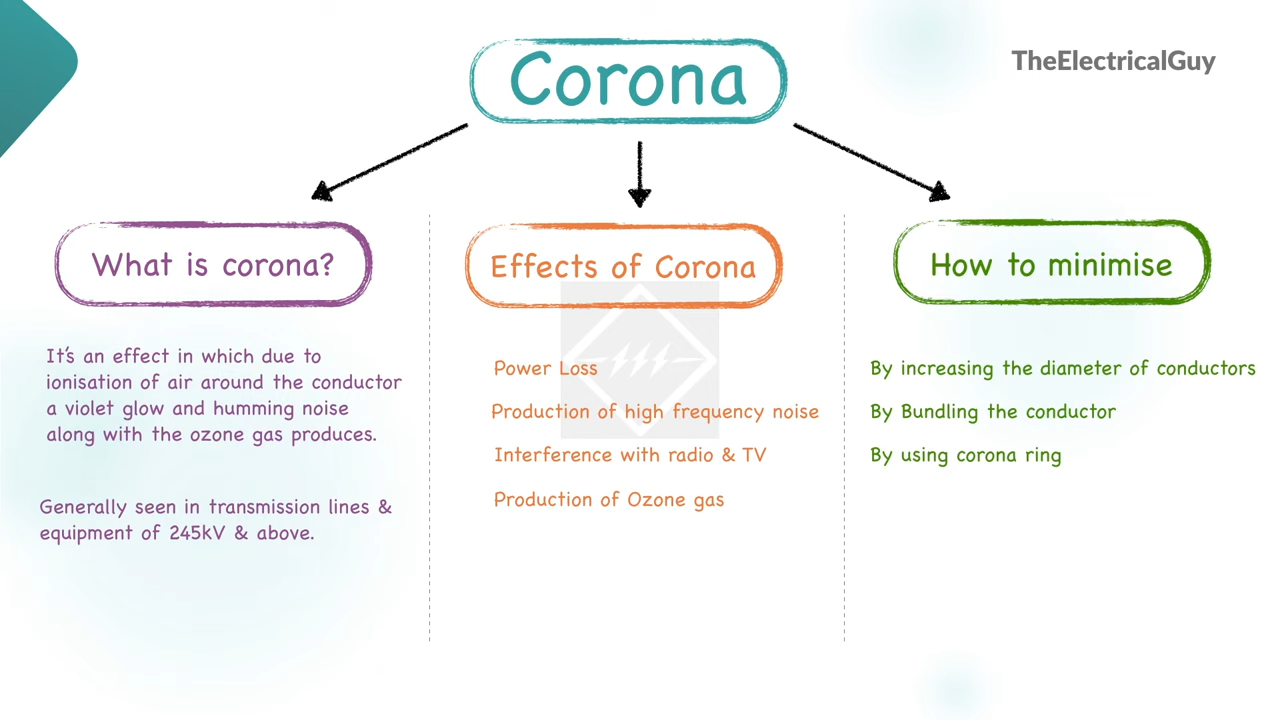 Corona
TheElectricalGuy
What is corona?
It's an effect in which due to
ionisation of air around the conductor
a violet glow and humming noise
along with the ozone gas produces.
Generally seen in transmission lines &
equipment of 245kV & above.
Effects of Corona
Power Loss
Production of high frequency noise
Interference with radio & TV
Production of Ozone gas
How to minimise
By increasing the diameter of conductors
By Bundling the conductor
By using corona ring